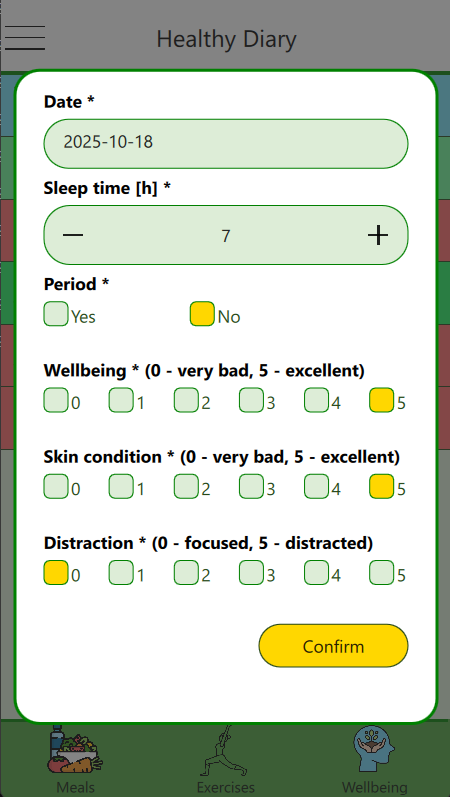 Healthy Diary
Date *
2025-10-18
Sleep time [h] *
7
Period *
Yes No
Wellbeing * (0 - very bad, 5 - excellent)
0 1 2 3 4 5
Skin condition * (0 - very bad, 5 - excellent)
0 1 2 3 4 5
Distraction * (0 - focused, 5 - distracted)
0 1 2 3 4 5
Confirm
Meals Exercises Wellbeing